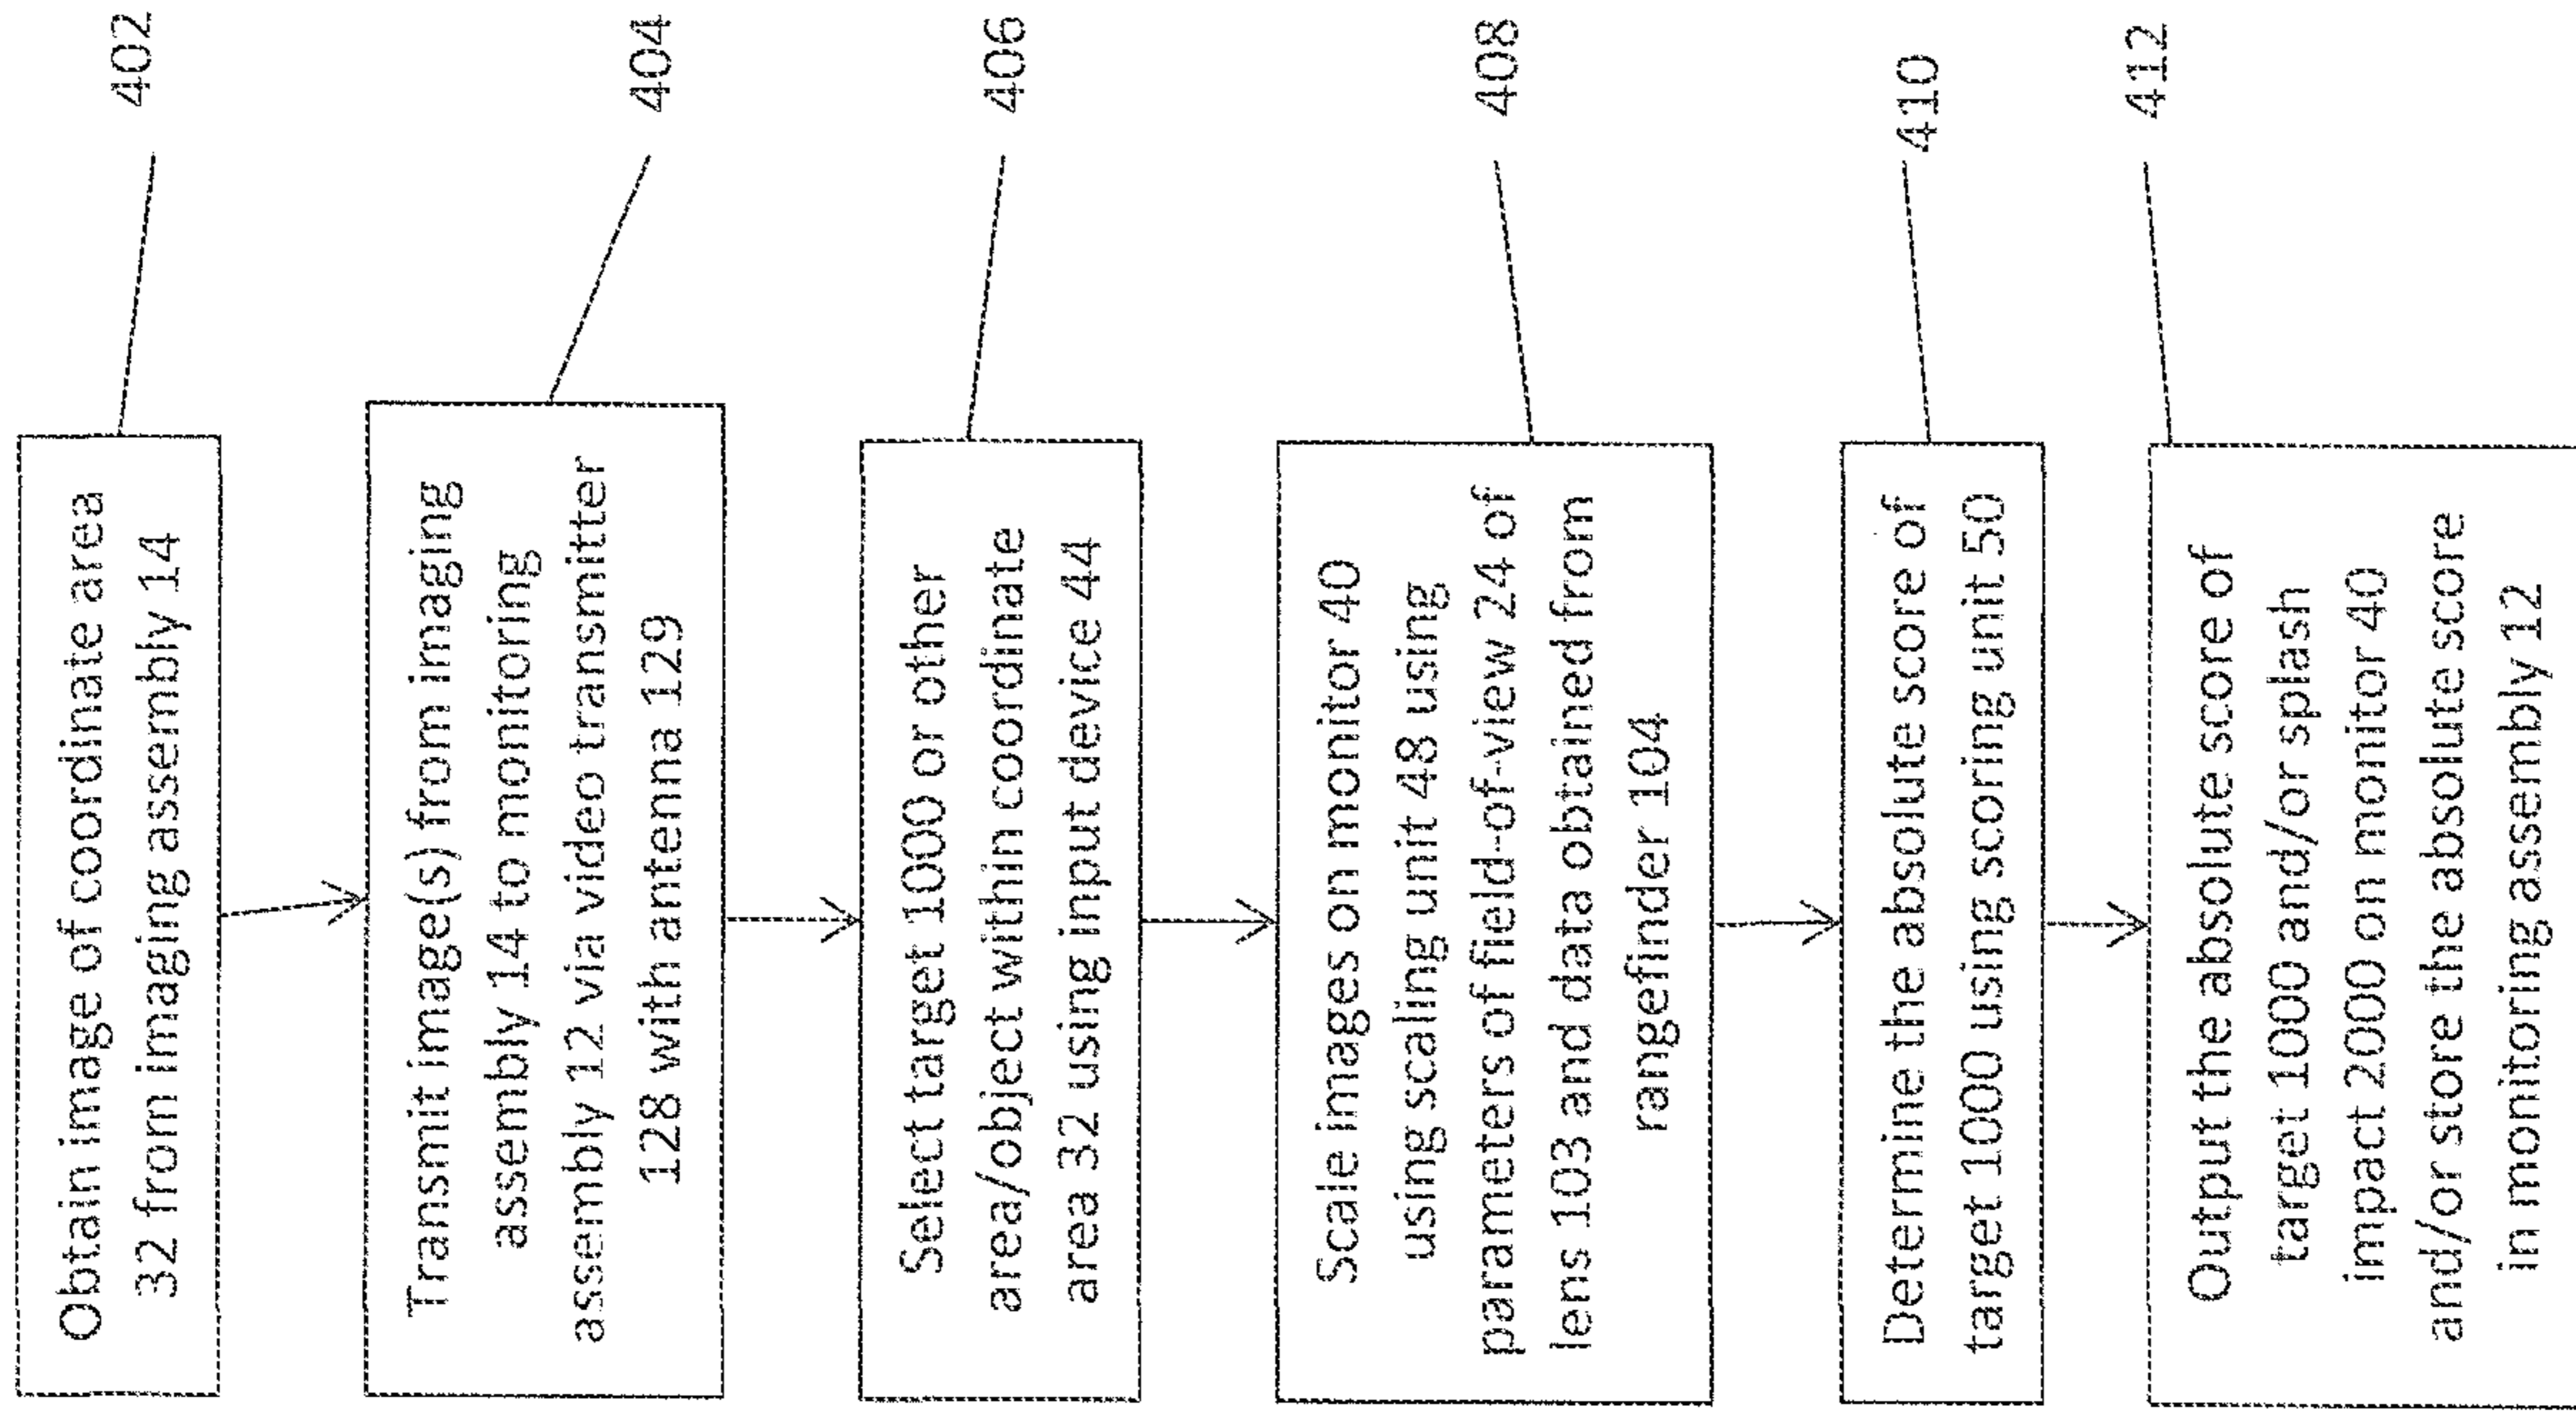 Obtain image of coordinate area
32 from imaging assembly 14
402
Transmit image(s) from imaging
assembly 14 to monitoring
assembly 12 via video transmitter
128 with antenna 129
404
Select target 1000 or other
area/object within coordinate
area 32 using input device 44
406
Scale images on monitor 40
using scaling unit 48 using
parameters of field-of-view 24 of
lens 103 and data obtained from
rangefinder 104
408
Determine the absolute score of
target 1000 using scoring unit 50
410
Output the absolute score of
target 1000 and/or splash
impact 2000 on monitor 40
and/or store the absolute score
in monitoring assembly 12
412